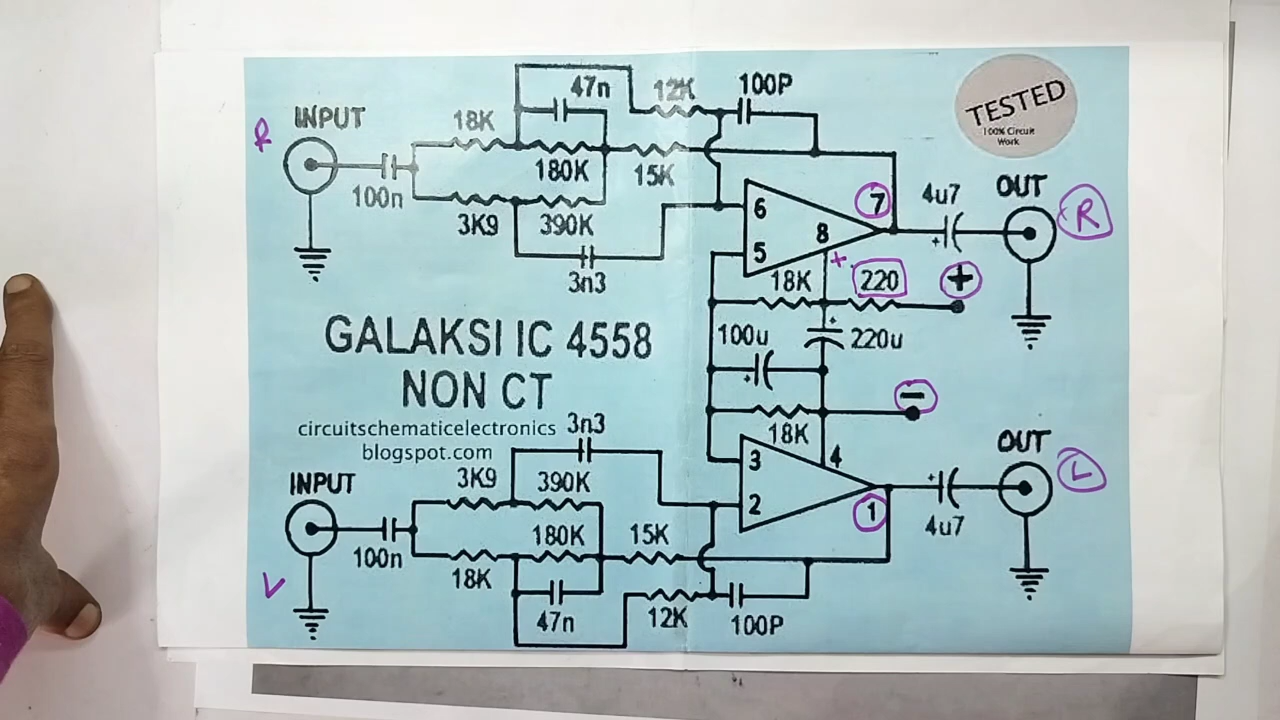 INPUT
R
18K
47n
12K
100P
TESTED
100% Circuit
Work
100n
180K
15K
3K9
390K
3n3
6
5
8
7
4u7
OUT
R
+
18K
220
+
100u
+
220u
+
GALAKSI IC 4558
NON CT
circuitschematicelectronics
blogspot.com
−
18K
3n3
INPUT
3K9
390K
3
4
2
1
OUT
L
+
4u7
100n
180K
15K
18K
47n
12K
100P
L